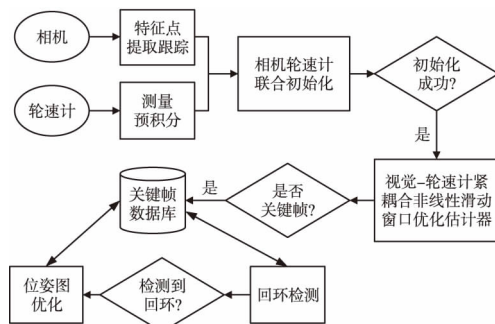 相机
特征点
提取跟踪
轮速计
测量
预积分
相机轮速计
联合初始化
初始化
成功?
是
视觉-轮速计紧
耦合非线性滑动
窗口优化估计器
是否
关键帧?
是
关键帧
数据库
位姿图
优化
检测到
回环?
回环检测